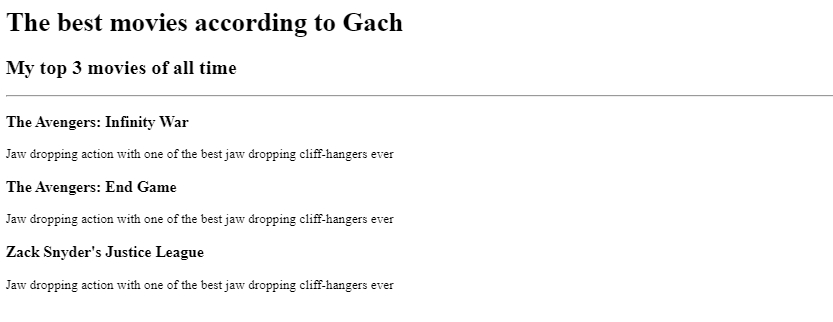 The best movies according to Gach
My top 3 movies of all time
The Avengers: Infinity War
Jaw dropping action with one of the best jaw dropping cliff-hangers ever
The Avengers: End Game
Jaw dropping action with one of the best jaw dropping cliff-hangers ever
Zack Snyder's Justice League
Jaw dropping action with one of the best jaw dropping cliff-hangers ever